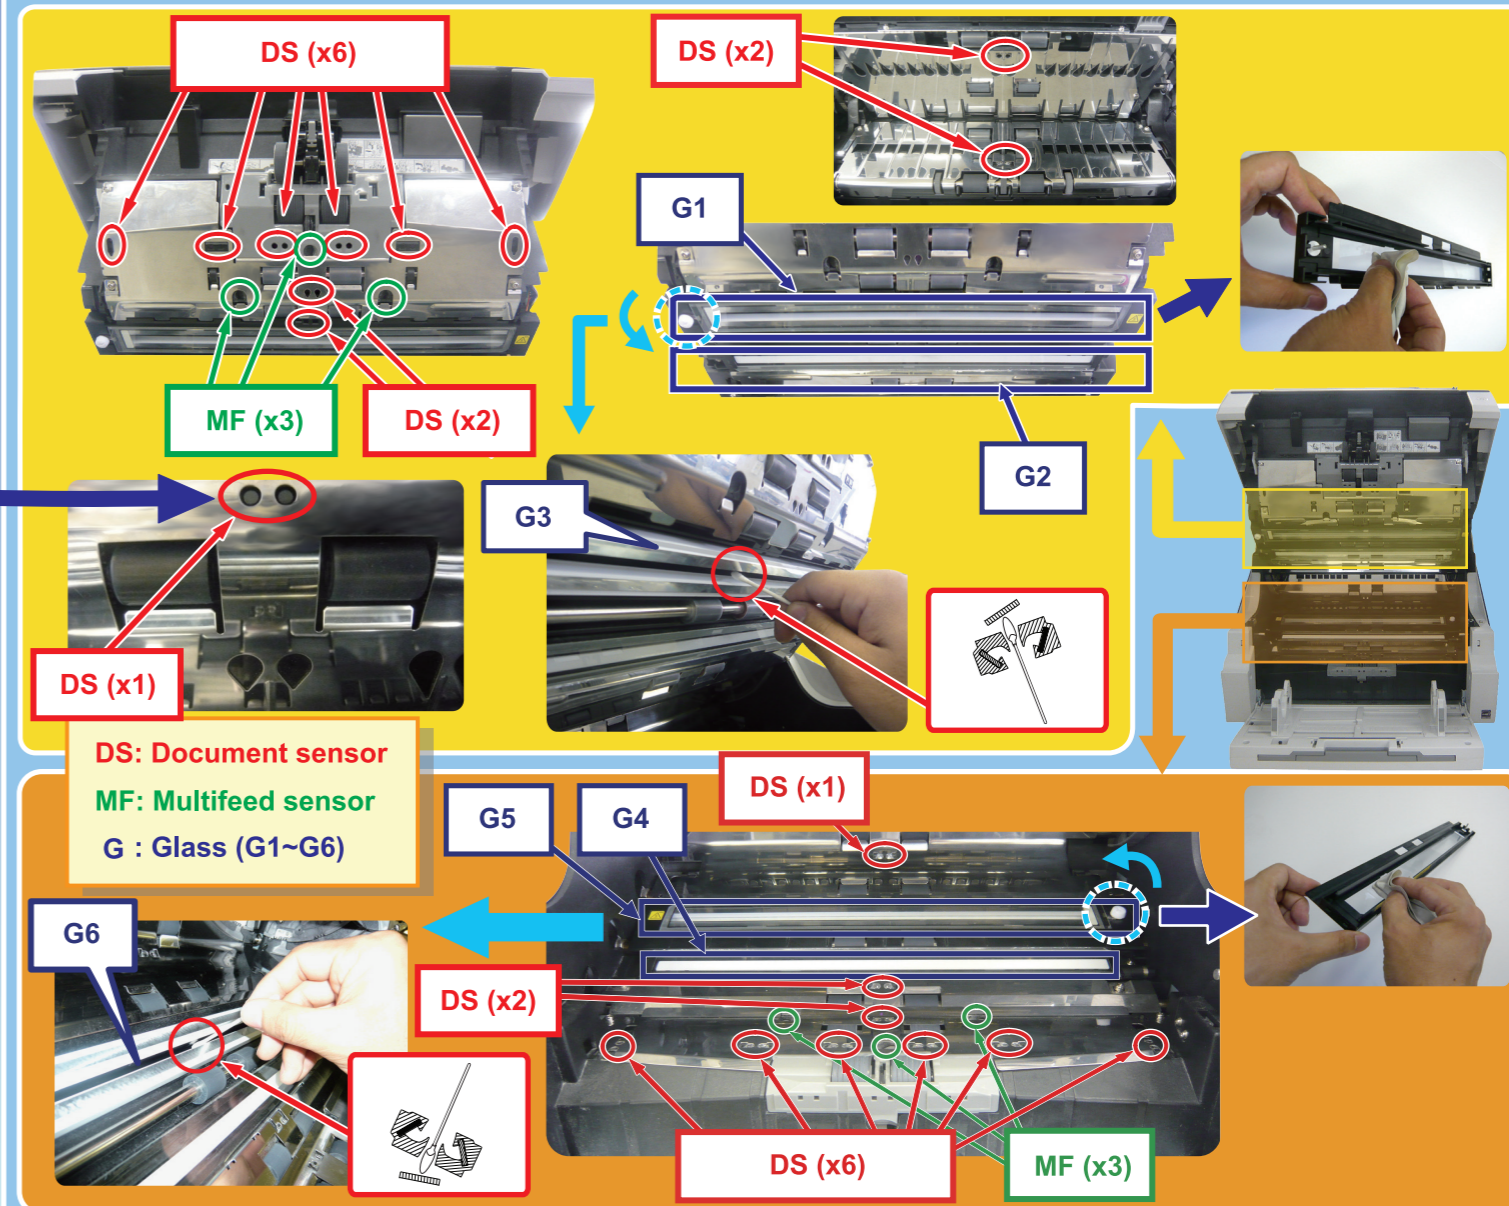 DS (x6)
DS (x2)
G1
MF (x3)
DS (x2)
G2
G3
DS (x1)
DS: Document sensor
MF: Multifeed sensor
G : Glass (G1~G6)
DS (x1)
G5
G4
G6
DS (x2)
DS (x6)
MF (x3)